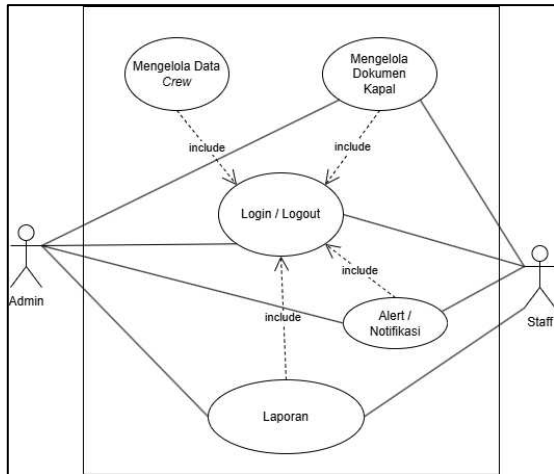 Mengelola Data
Crew
Mengelola
Dokumen
Kapal
include
include
Login / Logout
Admin
include
include
Alert /
Notifikasi
Staff
Laporan